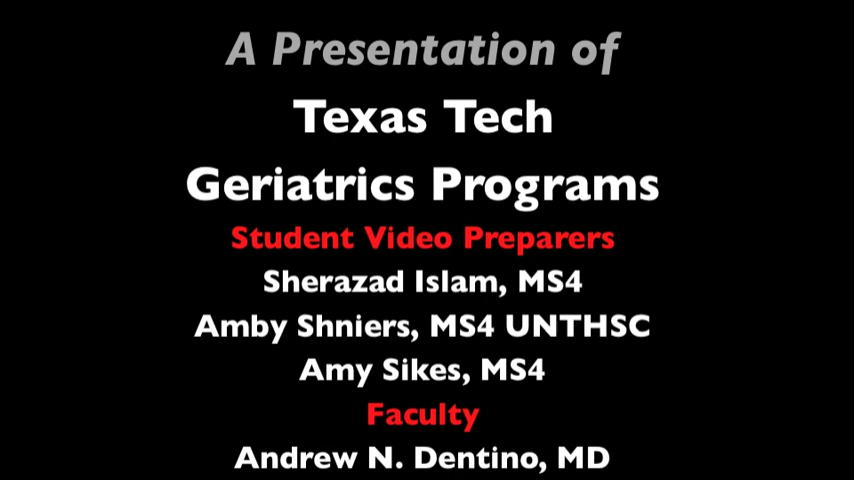 A Presentation of
Texas Tech
Geriatrics Programs
Student Video Preparers
Sherazad Islam, MS4
Amby Shniers, MS4 UNTHSC
Amy Sikes, MS4
Faculty
Andrew N. Dentino, MD